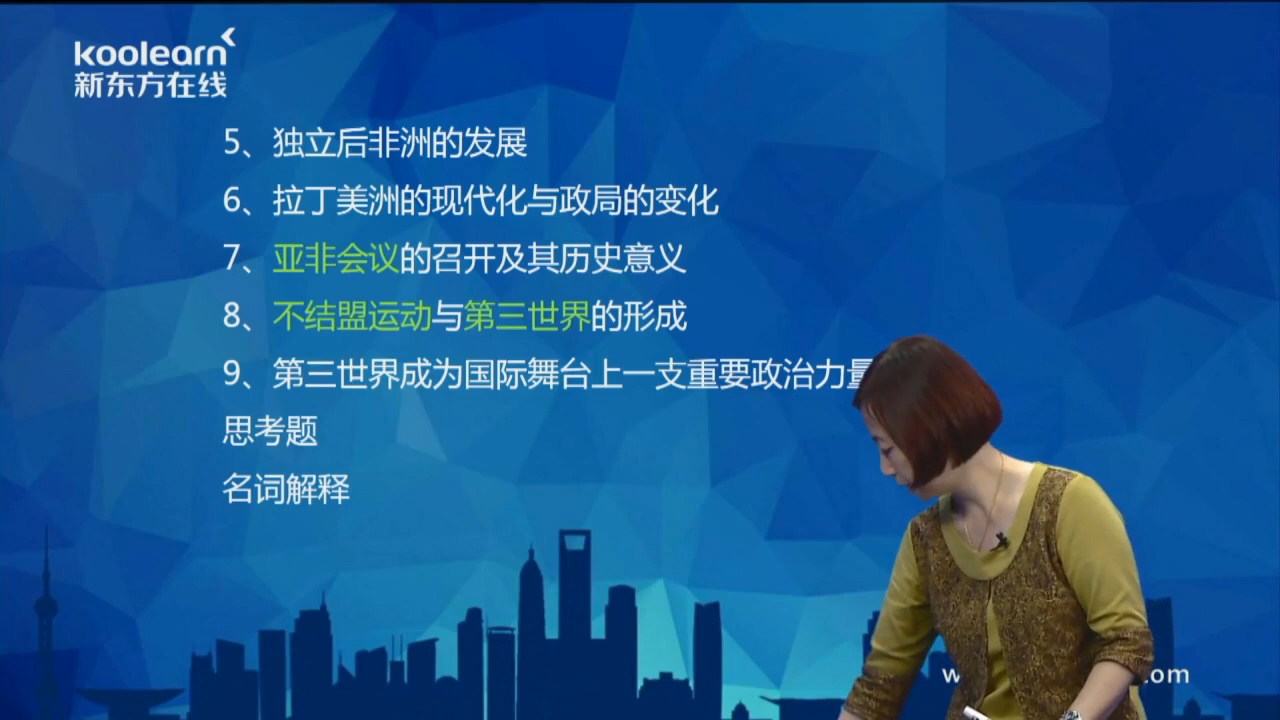 koolearn
新东方在线
5、独立后非洲的发展
6、拉丁美洲的现代化与政局的变化
7、亚非会议的召开及其历史意义
8、不结盟运动与第三世界的形成
9、第三世界成为国际舞台上一支重要政治力量
思考题
名词解释